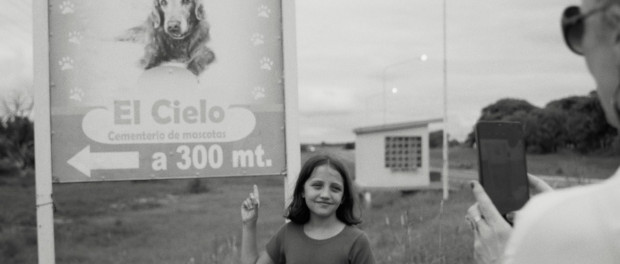 El Cielo
Cementerio de mascotas
a 300 mt.